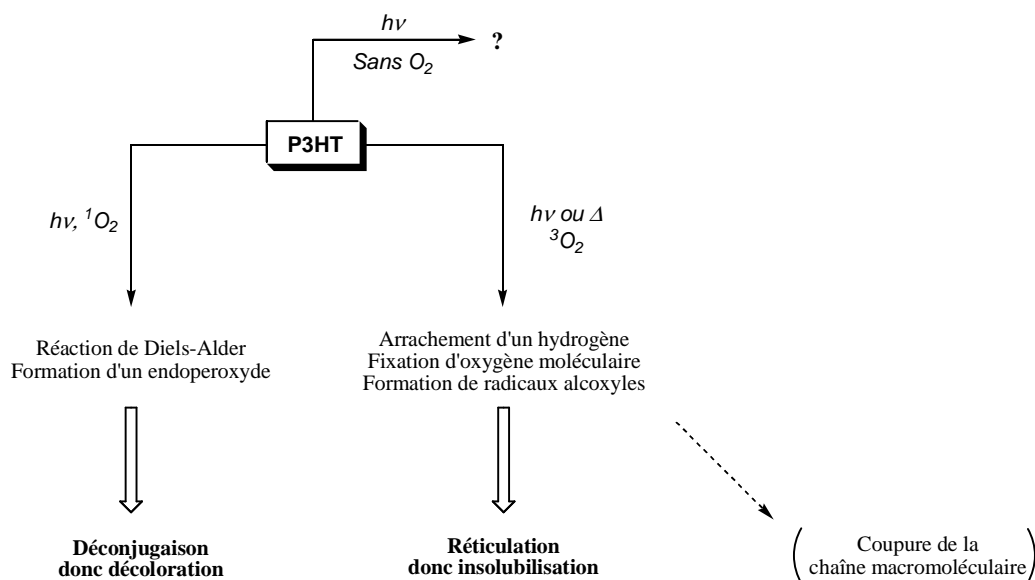 hν
?
Sans O₂
P3HT
hν, ¹O₂
hν ou Δ
³O₂
Réaction de Diels-Alder
Formation d'un endoperoxyde
Arrachement d'un hydrogène
Fixation d'oxygène moléculaire
Formation de radicaux alcoxyles
Déconjugaison
donc décoloration
Réticulation
donc insolubilisation
(Coupure de la
chaîne macromoléculaire)